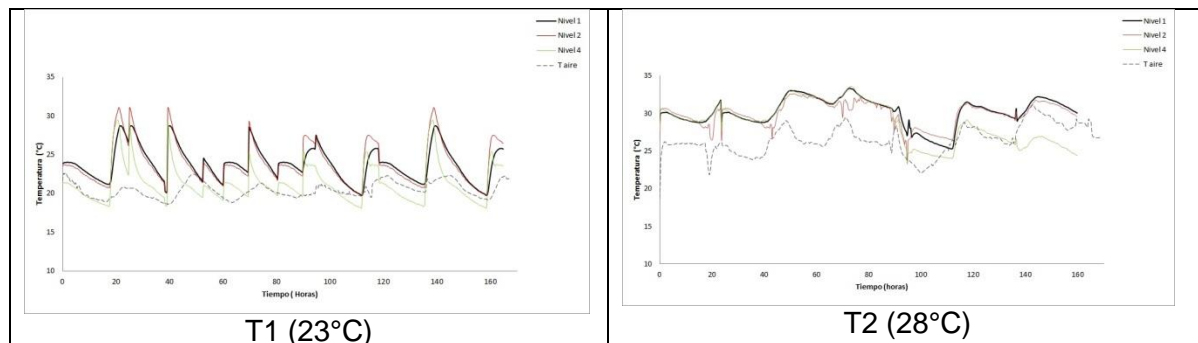 Nivel 1
Nivel 2
Nivel 4
T aire
35
30
25
20
15
10
Temperatura (°C)
0 20 40 60 80 100 120 140 160
Tiempo ( Horas)
T1 (23°C)
Nivel 1
Nivel 2
Nivel 4
T aire
35
30
25
20
15
10
Temperatura (°C)
0 20 40 60 80 100 120 140 160
Tiempo (horas)
T2 (28°C)